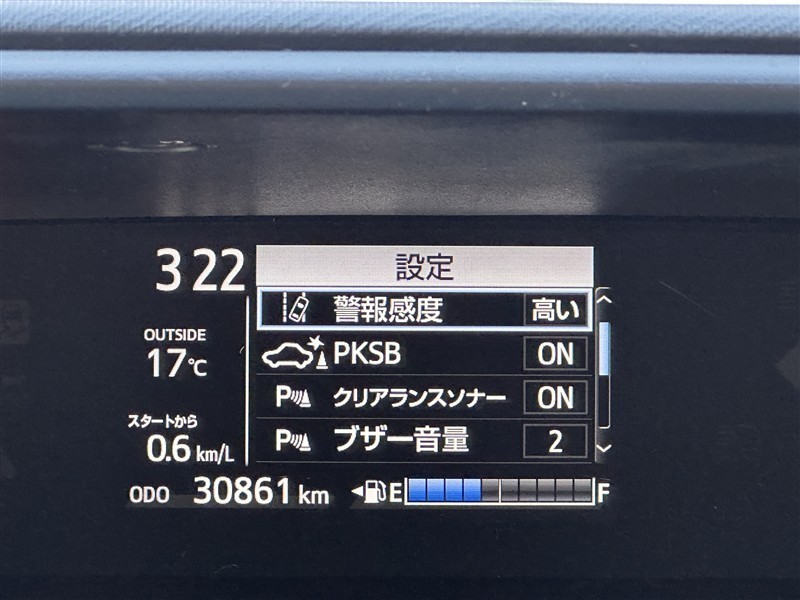 3 22
設定
警報感度 高い
OUTSIDE
17℃
PKSB ON
P クリアランスソナー ON
スタートから
0.6 km/L
P ブザー音量 2
ODO 30861 km
E F